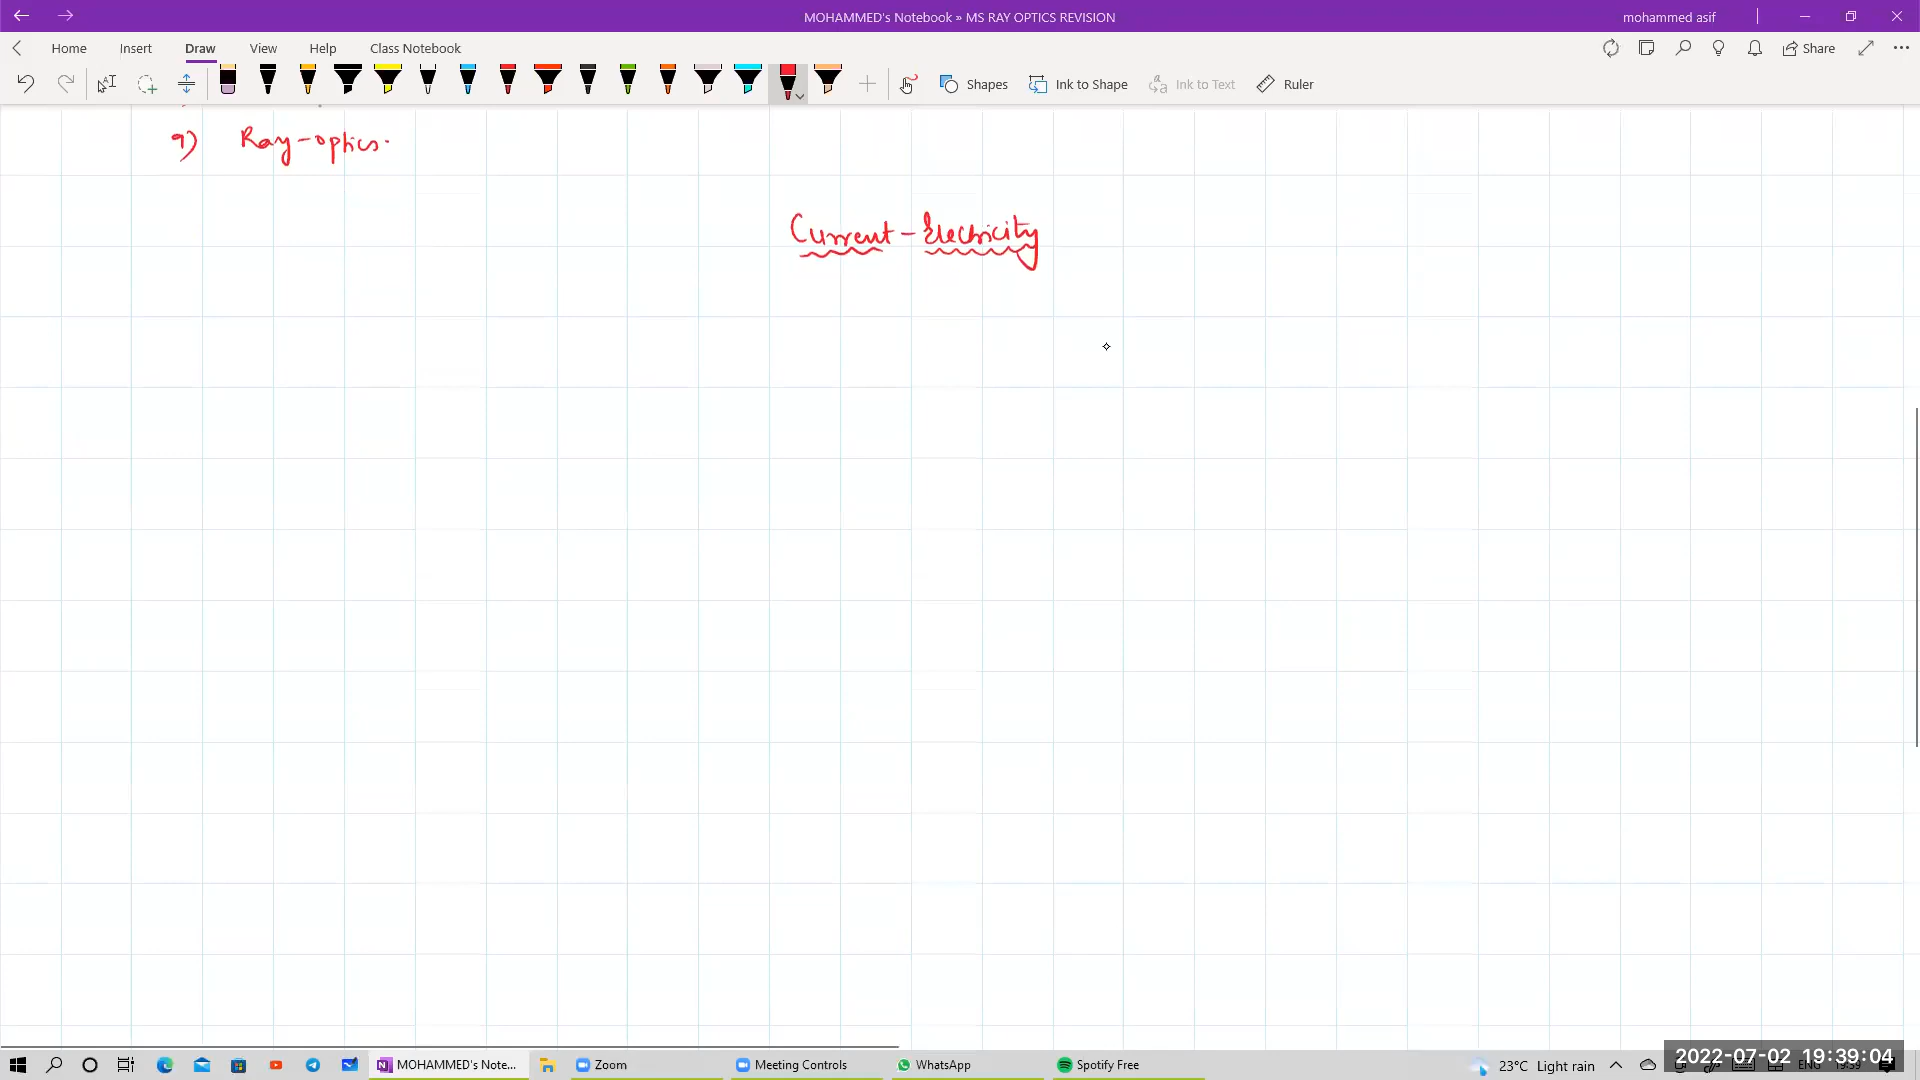 MOHAMMED's Notebook » MS RAY OPTICS REVISION
mohammed asif
Home Insert Draw View Help Class Notebook
Share
Shapes Ink to Shape Ink to Text Ruler
9) Ray-optics.
Current-Electricity
MOHAMMED's Note... Zoom Meeting Controls WhatsApp Spotify Free
23°C Light rain
2022-07-02 19:39:04